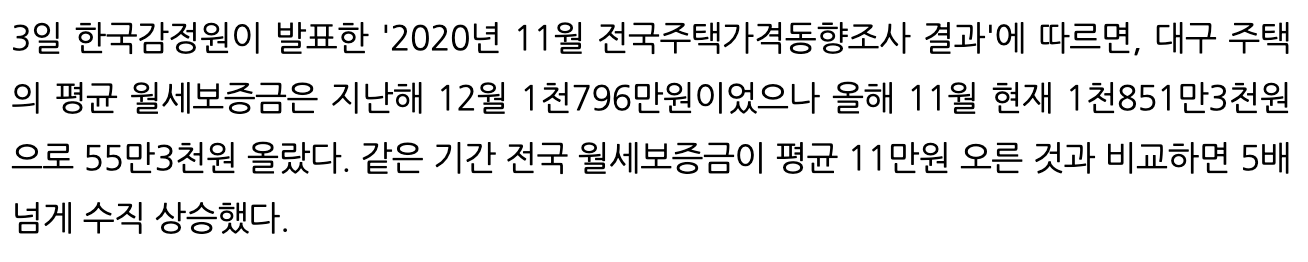 3일 한국감정원이 발표한 '2020년 11월 전국주택가격동향조사 결과'에 따르면, 대구 주택
의 평균 월세보증금은 지난해 12월 1천796만원이었으나 올해 11월 현재 1천851만3천원
으로 55만3천원 올랐다. 같은 기간 전국 월세보증금이 평균 11만원 오른 것과 비교하면 5배
넘게 수직 상승했다.